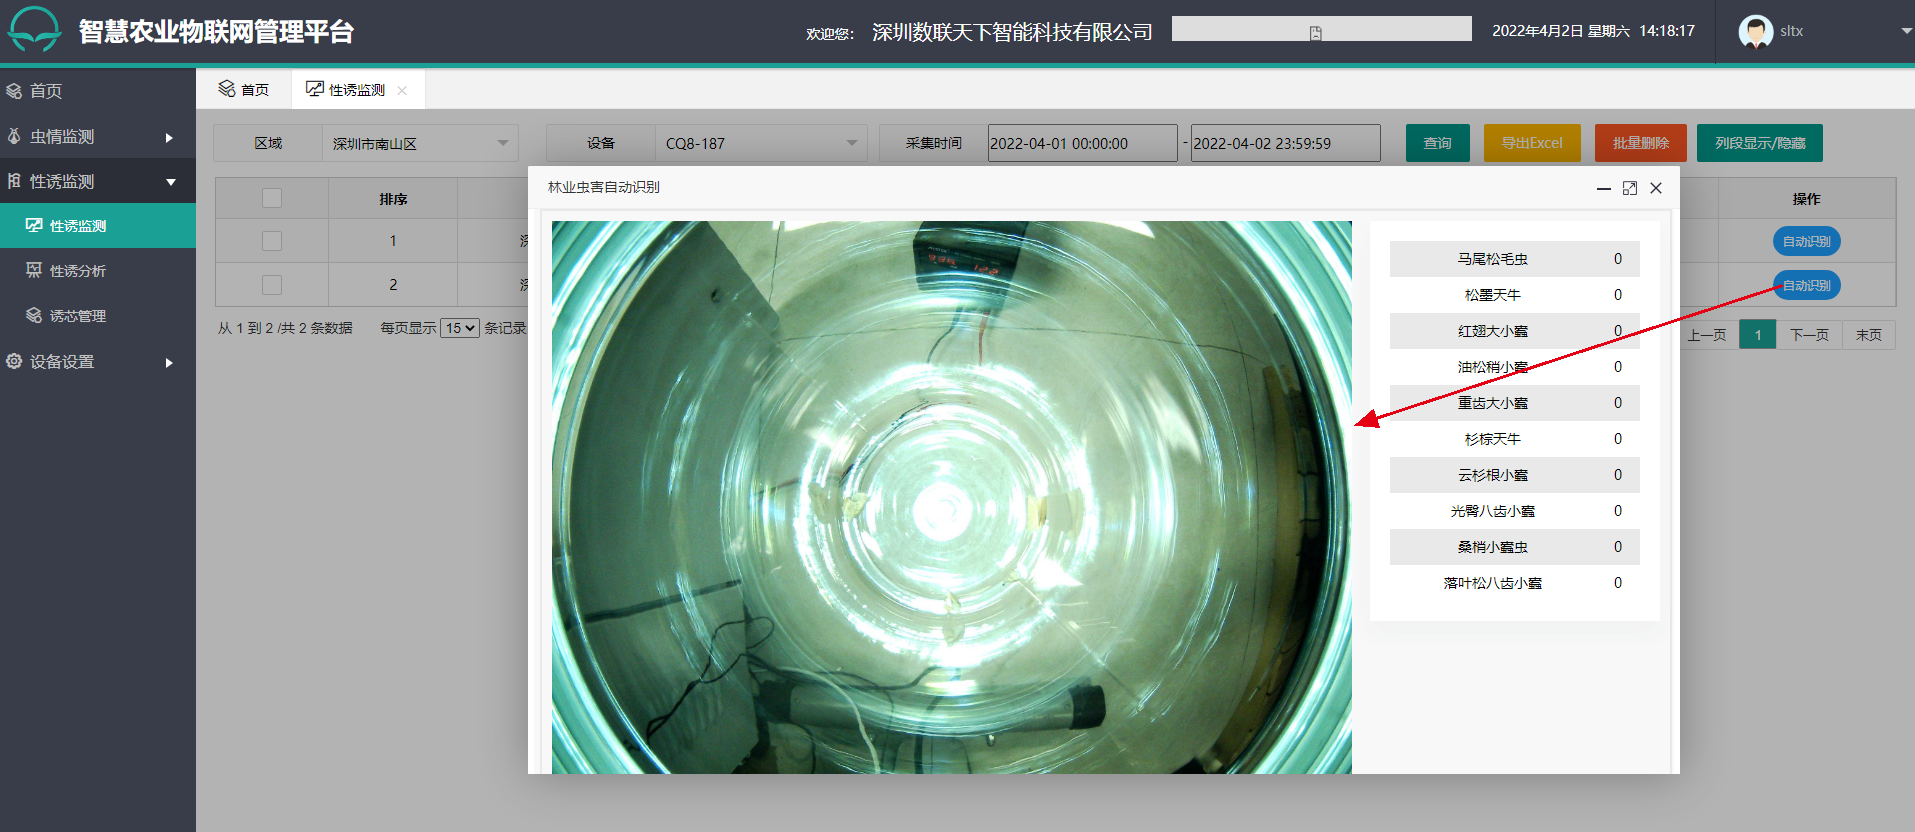 智慧农业物联网管理平台
欢迎您： 深圳数联天下智能科技有限公司 2022年4月2日 星期六 14:18:17 sltx
首页
虫情监测
性诱监测
性诱监测
性诱分析
诱芯管理
设备设置
首页 性诱监测
区域 深圳市南山区 设备 CQ8-187 采集时间 2022-04-01 00:00:00 - 2022-04-02 23:59:59 查询 导出Excel 批量删除 列段显示/隐藏
排序 操作
1 自动识别
2 自动识别
从 1 到 2 /共 2 条数据 每页显示 15 条记录
上一页 1 下一页 末页
林业虫害自动识别
马尾松毛虫 0
松墨天牛 0
红翅大小蠹 0
油松稍小蠹 0
重齿大小蠹 0
杉棕天牛 0
云杉根小蠹 0
光臀八齿小蠹 0
桑梢小蠹虫 0
落叶松八齿小蠹 0